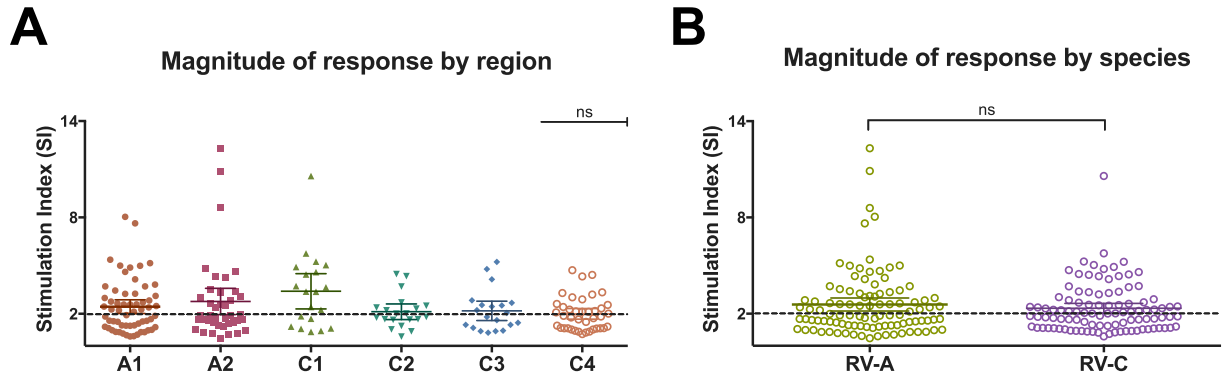 A
Magnitude of response by region
Stimulation Index (SI)
14
8
2
ns
A1 A2 C1 C2 C3 C4
B
Magnitude of response by species
Stimulation Index (SI)
14
8
2
ns
RV-A RV-C